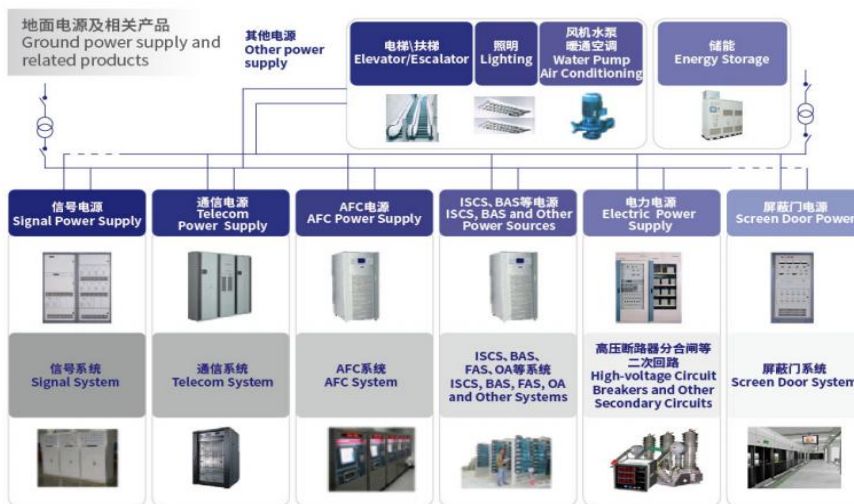 地面电源及相关产品
Ground power supply and
related products
其他电源
Other power
supply
电梯\扶梯
Elevator/Escalator
照明
Lighting
风机水泵
暖通空调
Water Pump
Air Conditioning
储能
Energy Storage
信号电源
Signal Power Supply
通信电源
Telecom
Power Supply
AFC电源
AFC Power Supply
ISCS、BAS等电源
ISCS, BAS and Other
Power Sources
电力电源
Electric Power
Supply
屏蔽门电源
Screen Door Power
信号系统
Signal System
通信系统
Telecom System
AFC系统
AFC System
ISCS、BAS、
FAS、OA等系统
ISCS, BAS, FAS, OA
and Other Systems
高压断路器分合闸等
二次回路
High-voltage Circuit
Breakers and Other
Secondary Circuits
屏蔽门系统
Screen Door System